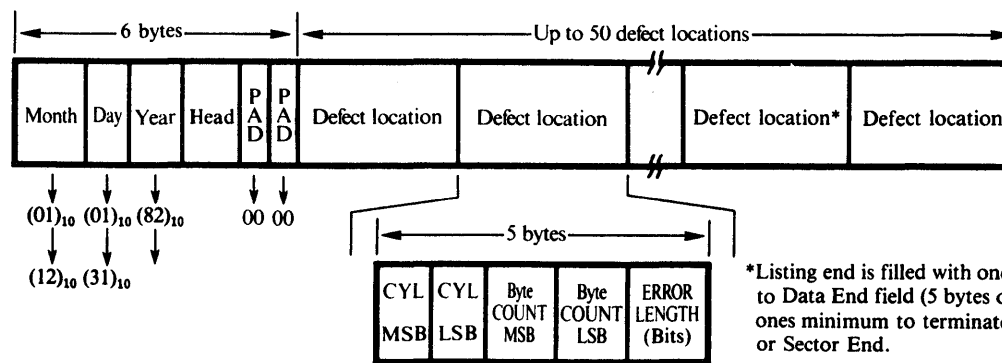 6 bytes
Up to 50 defect locations
Month Day Year Head PAD PAD Defect location Defect location Defect location* Defect location
(01)₁₀ (01)₁₀ (82)₁₀ 00 00
(12)₁₀ (31)₁₀
5 bytes
CYL MSB
CYL LSB
Byte COUNT MSB
Byte COUNT LSB
ERROR LENGTH (Bits)
*Listing end is filled with
to Data End field (5 bytes
ones minimum to terminate
or Sector End.